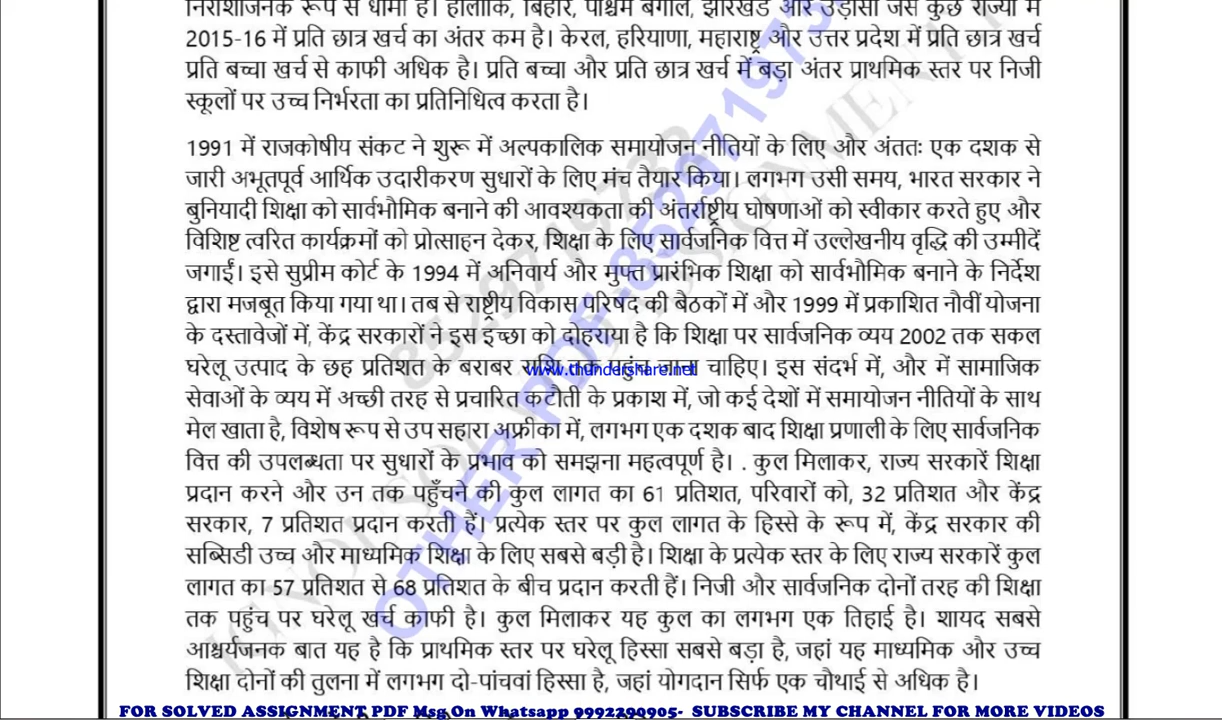 निराशाजनक रूप से धीमी है। हालाँकि, बिहार, पश्चिम बंगाल, झारखंड और उड़ीसा जैसे कुछ राज्यों में
2015-16 में प्रति छात्र खर्च का अंतर कम है। केरल, हरियाणा, महाराष्ट्र और उत्तर प्रदेश में प्रति छात्र खर्च
प्रति बच्चा खर्च से काफी अधिक है। प्रति बच्चा और प्रति छात्र खर्च में बड़ा अंतर प्राथमिक स्तर पर निजी
स्कूलों पर उच्च निर्भरता का प्रतिनिधित्व करता है।
1991 में राजकोषीय संकट ने शुरू में अल्पकालिक समायोजन नीतियों के लिए और अंततः एक दशक से
जारी अभूतपूर्व आर्थिक उदारीकरण सुधारों के लिए मंच तैयार किया। लगभग उसी समय, भारत सरकार ने
बुनियादी शिक्षा को सार्वभौमिक बनाने की आवश्यकता की अंतर्राष्ट्रीय घोषणाओं को स्वीकार करते हुए और
विशिष्ट त्वरित कार्यक्रमों को प्रोत्साहन देकर, शिक्षा के लिए सार्वजनिक वित्त में उल्लेखनीय वृद्धि की उम्मीदें
जगाईं। इसे सुप्रीम कोर्ट के 1994 में अनिवार्य और मुफ्त प्रारंभिक शिक्षा को सार्वभौमिक बनाने के निर्देश
द्वारा मजबूत किया गया था। तब से राष्ट्रीय विकास परिषद की बैठकों में और 1999 में प्रकाशित नौवीं योजना
के दस्तावेजों में, केंद्र सरकारों ने इस इच्छा को दोहराया है कि शिक्षा पर सार्वजनिक व्यय 2002 तक सकल
घरेलू उत्पाद के छह प्रतिशत के बराबर राशि तक पहुंच जाना चाहिए। इस संदर्भ में, और में सामाजिक
www.thundershare.net
सेवाओं के व्यय में अच्छी तरह से प्रचारित कटौती के प्रकाश में, जो कई देशों में समायोजन नीतियों के साथ
मेल खाता है, विशेष रूप से उप सहारा अफ्रीका में, लगभग एक दशक बाद शिक्षा प्रणाली के लिए सार्वजनिक
वित्त की उपलब्धता पर सुधारों के प्रभाव को समझना महत्वपूर्ण है। . कुल मिलाकर, राज्य सरकारें शिक्षा
प्रदान करने और उन तक पहुँचने की कुल लागत का 61 प्रतिशत, परिवारों को, 32 प्रतिशत और केंद्र
सरकार, 7 प्रतिशत प्रदान करती हैं। प्रत्येक स्तर पर कुल लागत के हिस्से के रूप में, केंद्र सरकार की
सब्सिडी उच्च और माध्यमिक शिक्षा के लिए सबसे बड़ी है। शिक्षा के प्रत्येक स्तर के लिए राज्य सरकारें कुल
लागत का 57 प्रतिशत से 68 प्रतिशत के बीच प्रदान करती हैं। निजी और सार्वजनिक दोनों तरह की शिक्षा
तक पहुंच पर घरेलू खर्च काफी है। कुल मिलाकर यह कुल का लगभग एक तिहाई है। शायद सबसे
आश्चर्यजनक बात यह है कि प्राथमिक स्तर पर घरेलू हिस्सा सबसे बड़ा है, जहां यह माध्यमिक और उच्च
शिक्षा दोनों की तुलना में लगभग दो-पांचवां हिस्सा है, जहां योगदान सिर्फ एक चौथाई से अधिक है।
FOR SOLVED ASSIGNMENT PDF Msg On Whatsapp 9992290905- SUBSCRIBE MY CHANNEL FOR MORE VIDEOS